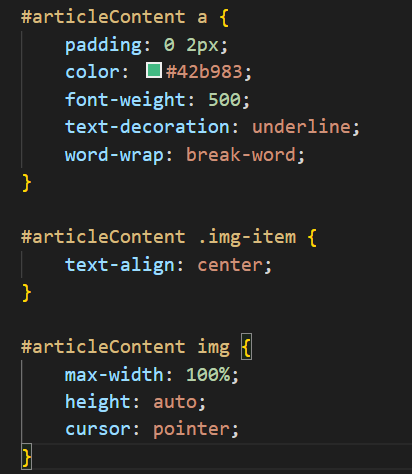 #articleContent a {
    padding: 0 2px;
    color: #42b983;
    font-weight: 500;
    text-decoration: underline;
    word-wrap: break-word;
}
#articleContent .img-item {
    text-align: center;
}
#articleContent img {
    max-width: 100%;
    height: auto;
    cursor: pointer;
}